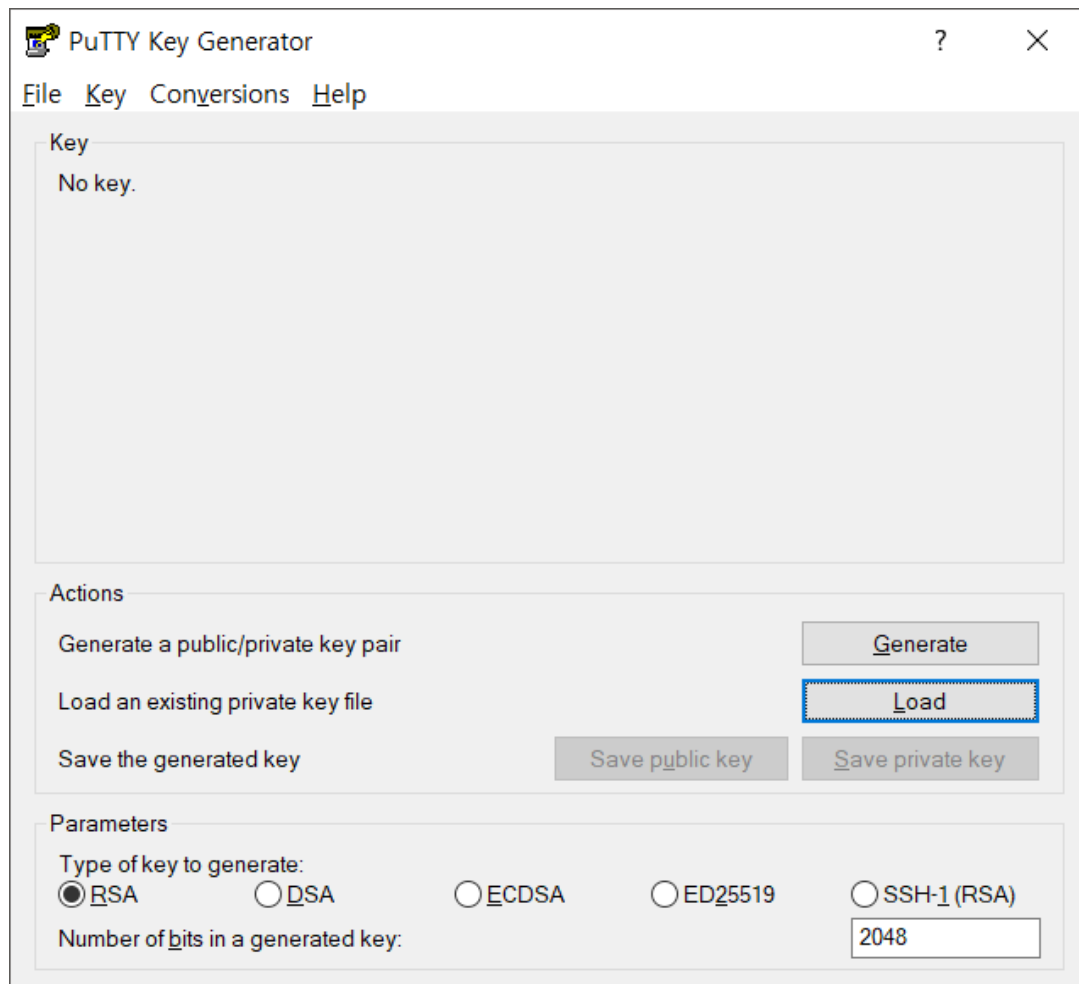 PuTTY Key Generator ? ×
File Key Conversions Help
Key
No key.
Actions
Generate a public/private key pair Generate
Load an existing private key file Load
Save the generated key Save public key Save private key
Parameters
Type of key to generate:
RSA DSA ECDSA ED25519 SSH-1 (RSA)
Number of bits in a generated key: 2048